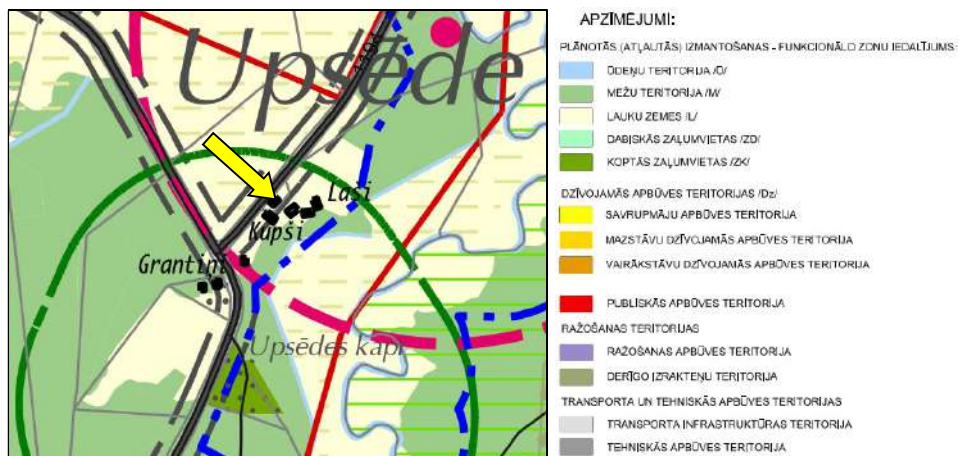 Upsēde
Laši
Kapši
Grantiņi
Upsēdes kapi
APZĪMĒJUMI:
PLĀNOTĀS (ATĻAUTĀS) IZMANTOŠANAS - FUNKCIONĀLO ZONU IEDALĪJUMS:
ŪDEŅU TERITORIJA /Ū/
MEŽU TERITORIJA /M/
LAUKU ZEMES /L/
DABISKĀS ZAĻUMVIETAS /ZD/
KOPTĀS ZAĻUMVIETAS /ZK/
DZĪVOJAMĀS APBŪVES TERITORIJAS /Dz/
SAVRUPMĀJU APBŪVES TERITORIJA
MAZSTĀVU DZĪVOJAMĀS APBŪVES TERITORIJA
VAIRĀKSTĀVU DZĪVOJAMĀS APBŪVES TERITORIJA
PUBLISKĀS APBŪVES TERITORIJA
RAŽOŠANAS TERITORIJAS
RAŽOŠANAS APBŪVES TERITORIJA
DERĪGO IZRAKTEŅU TERITORIJA
TRANSPORTA UN TEHNISKĀS APBŪVES TERITORIJAS
TRANSPORTA INFRASTRUKTŪRAS TERITORIJA
TEHNISKĀS APBŪVES TERITORIJA